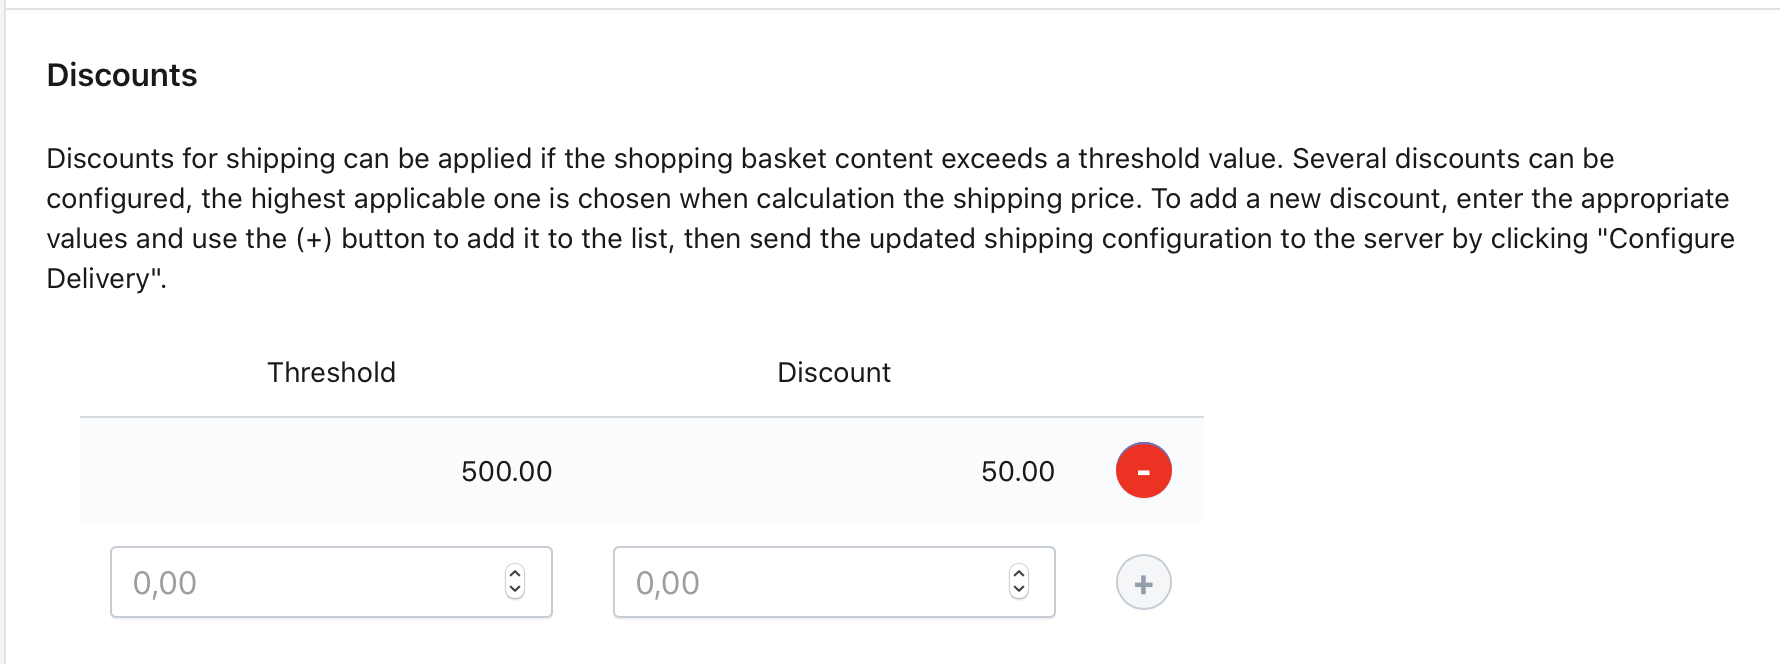 Discounts
Discounts for shipping can be applied if the shopping basket content exceeds a threshold value. Several discounts can be
configured, the highest applicable one is chosen when calculation the shipping price. To add a new discount, enter the appropriate
values and use the (+) button to add it to the list, then send the updated shipping configuration to the server by clicking "Configure
Delivery".
Threshold Discount
500.00 50.00 -
0,00 0,00 +